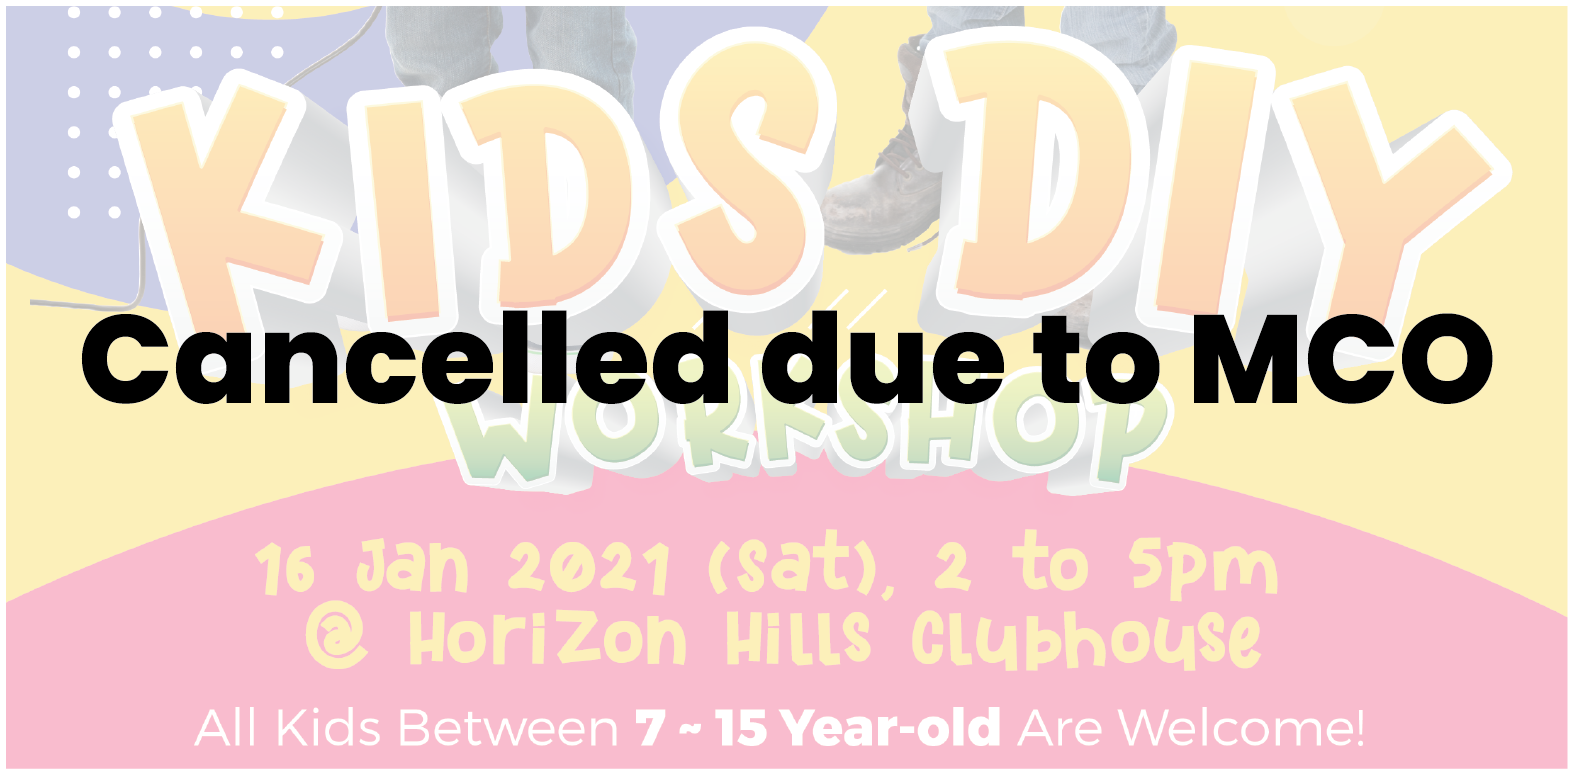 KIDS DIY
Cancelled due to MCO
WORKSHOP
16 Jan 2021 (Sat), 2 to 5pm
@ HoriZon Hills Clubhouse
All Kids Between 7 ~ 15 Year-old Are Welcome!